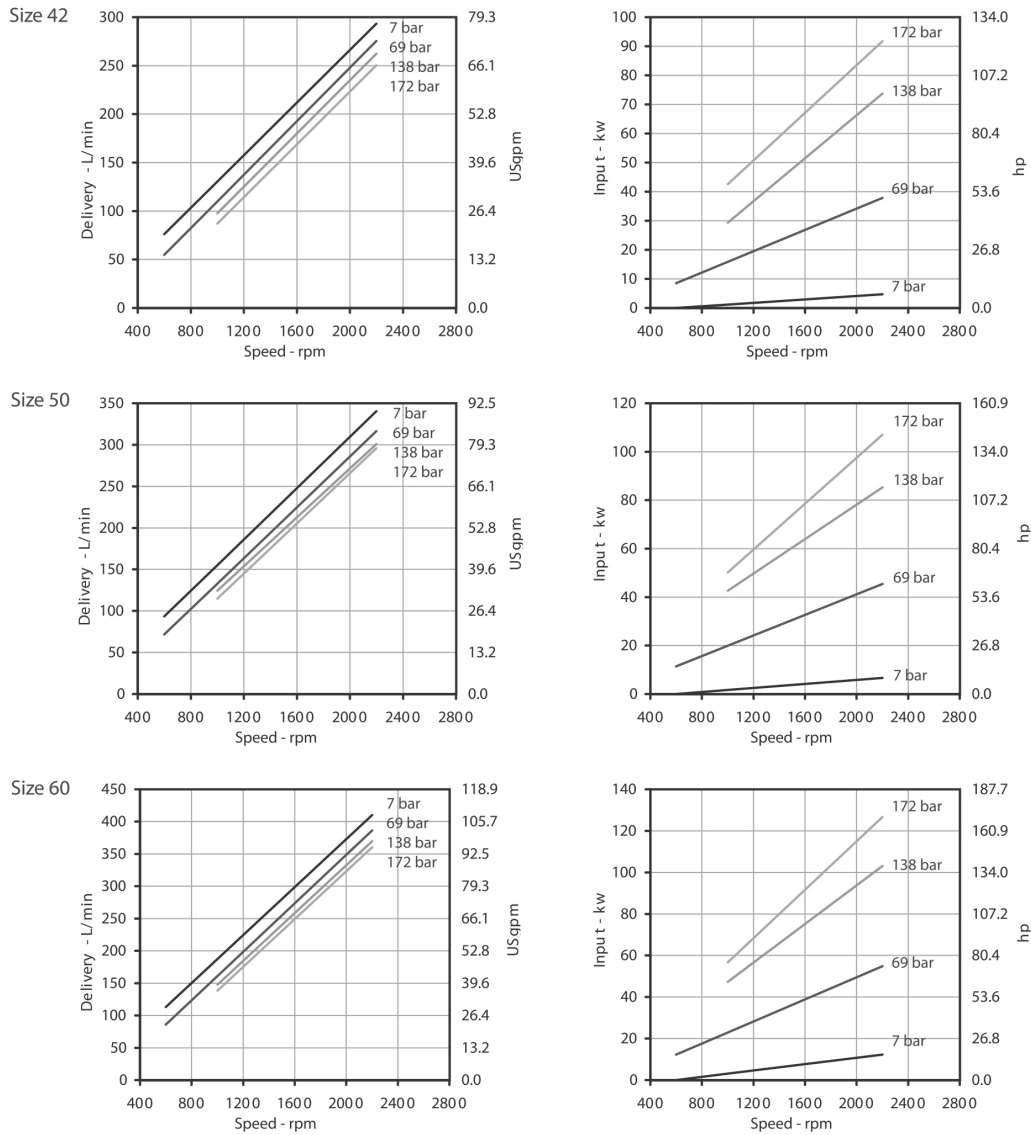 Size 42
Delivery - L/min
300
250
200
150
100
50
0
79.3
66.1
52.8
39.6
26.4
13.2
0.0
USgpm
7 bar
69 bar
138 bar
172 bar
400 800 1200 1600 2000 2400 2800
Speed - rpm
Input - kw
100
90
80
70
60
50
40
30
20
10
0
134.0
107.2
80.4
53.6
26.8
0.0
hp
172 bar
138 bar
69 bar
7 bar
400 800 1200 1600 2000 2400 2800
Speed - rpm
Size 50
Delivery - L/min
350
300
250
200
150
100
50
0
92.5
79.3
66.1
52.8
39.6
26.4
13.2
0.0
USgpm
7 bar
69 bar
138 bar
172 bar
400 800 1200 1600 2000 2400 2800
Speed - rpm
Input - kw
120
100
80
60
40
20
0
160.9
134.0
107.2
80.4
53.6
26.8
0.0
hp
172 bar
138 bar
69 bar
7 bar
400 800 1200 1600 2000 2400 2800
Speed - rpm
Size 60
Delivery - L/min
450
400
350
300
250
200
150
100
50
0
118.9
105.7
92.5
79.3
66.1
52.8
39.6
26.4
13.2
0.0
USgpm
7 bar
69 bar
138 bar
172 bar
400 800 1200 1600 2000 2400 2800
Speed - rpm
Input - kw
140
120
100
80
60
40
20
0
187.7
160.9
134.0
107.2
80.4
53.6
26.8
0.0
hp
172 bar
138 bar
69 bar
7 bar
400 800 1200 1600 2000 2400 2800
Speed - rpm